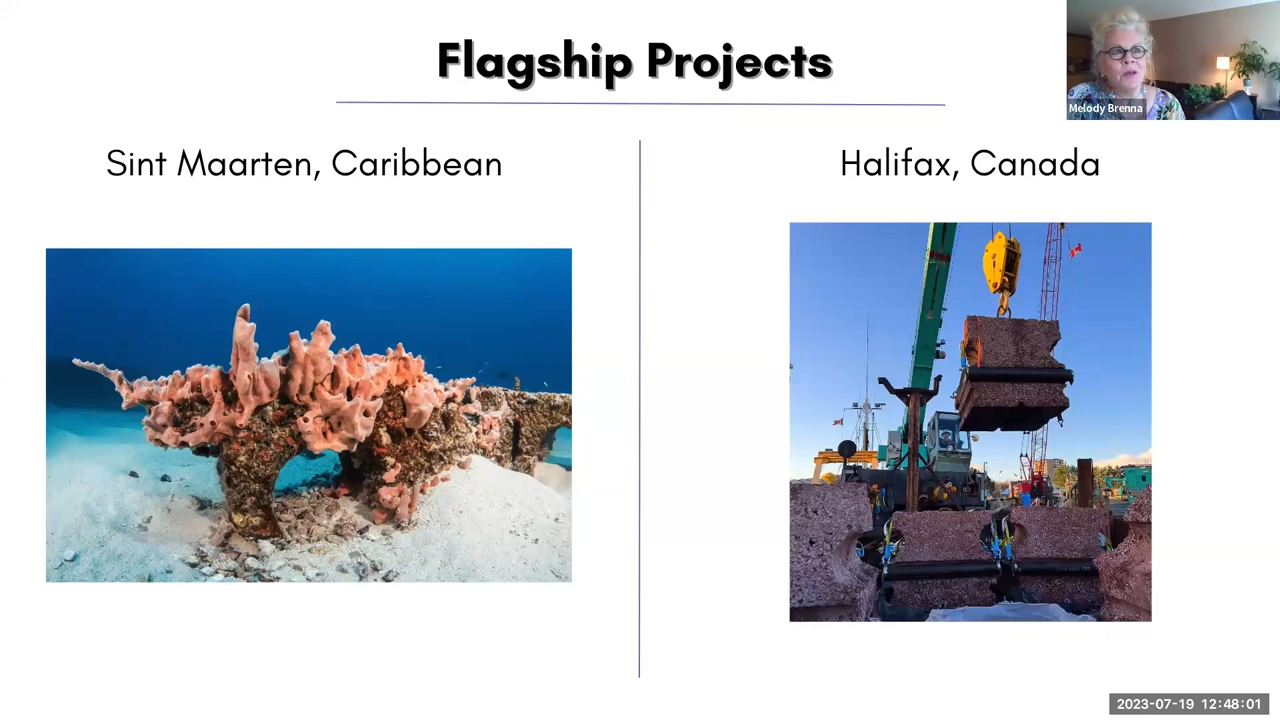 Flagship Projects
Melody Brenna
Sint Maarten, Caribbean
Halifax, Canada
2023-07-19 12:48:01